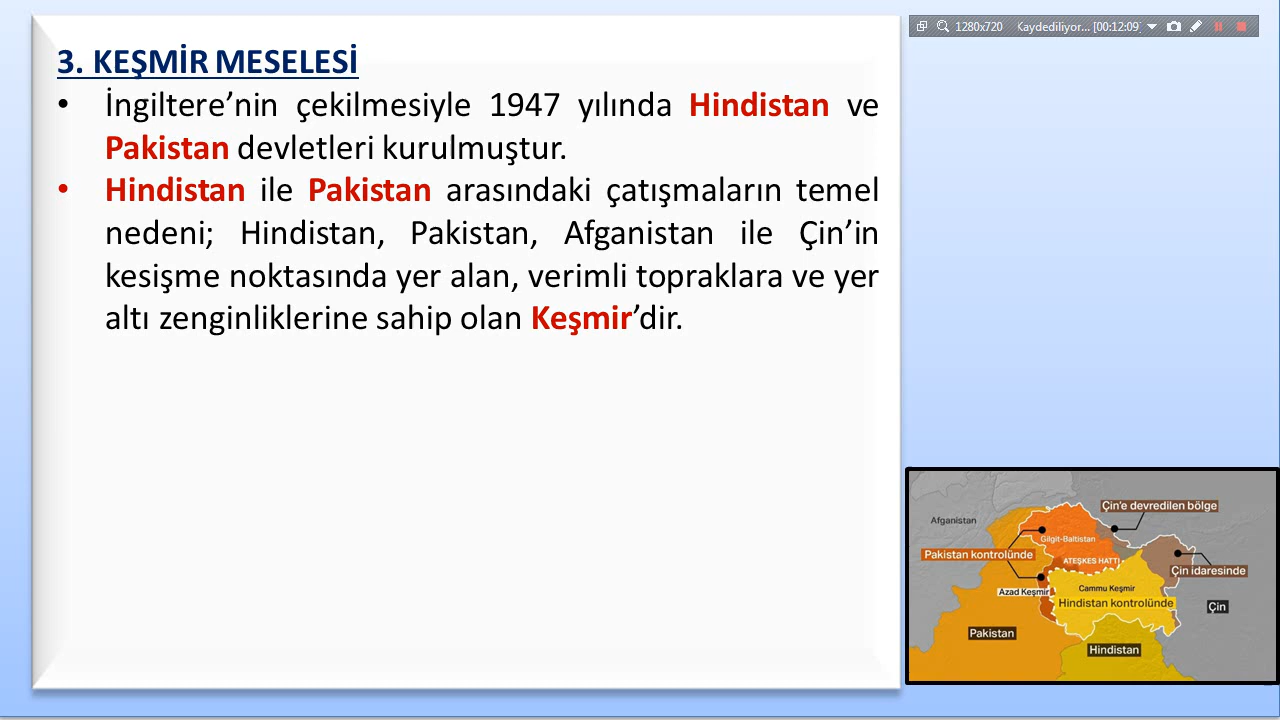 3. KEŞMİR MESELESİ
• İngiltere’nin çekilmesiyle 1947 yılında Hindistan ve
Pakistan devletleri kurulmuştur.
• Hindistan ile Pakistan arasındaki çatışmaların temel
nedeni; Hindistan, Pakistan, Afganistan ile Çin’in
kesişme noktasında yer alan, verimli topraklara ve yer
altı zenginliklerine sahip olan Keşmir’dir.
1280x720 Kaydediliyor... [00:12:09]
Çin'e devredilen bölge
Afganistan
Gilgit-Baltistan
Pakistan kontrolünde
ATEŞKES HATTI
Çin idaresinde
Azad Keşmir
Cammu Keşmir
Hindistan kontrolünde
Çin
Pakistan
Hindistan